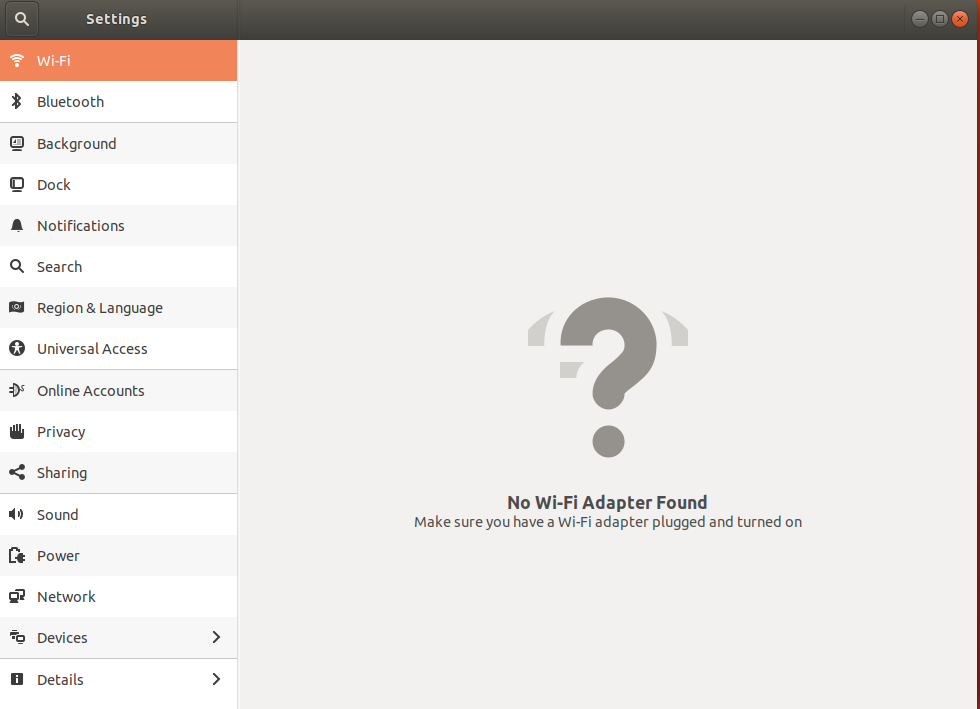 Settings
Wi-Fi
Bluetooth
Background
Dock
Notifications
Search
Region & Language
Universal Access
Online Accounts
Privacy
Sharing
Sound
Power
Network
Devices
Details
No Wi-Fi Adapter Found
Make sure you have a Wi-Fi adapter plugged and turned on